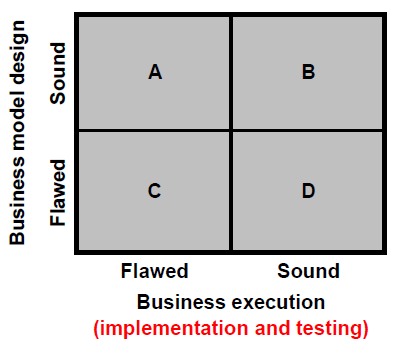 Business model design
Sound
Flawed
A
B
C
D
Flawed
Sound
Business execution
(implementation and testing)